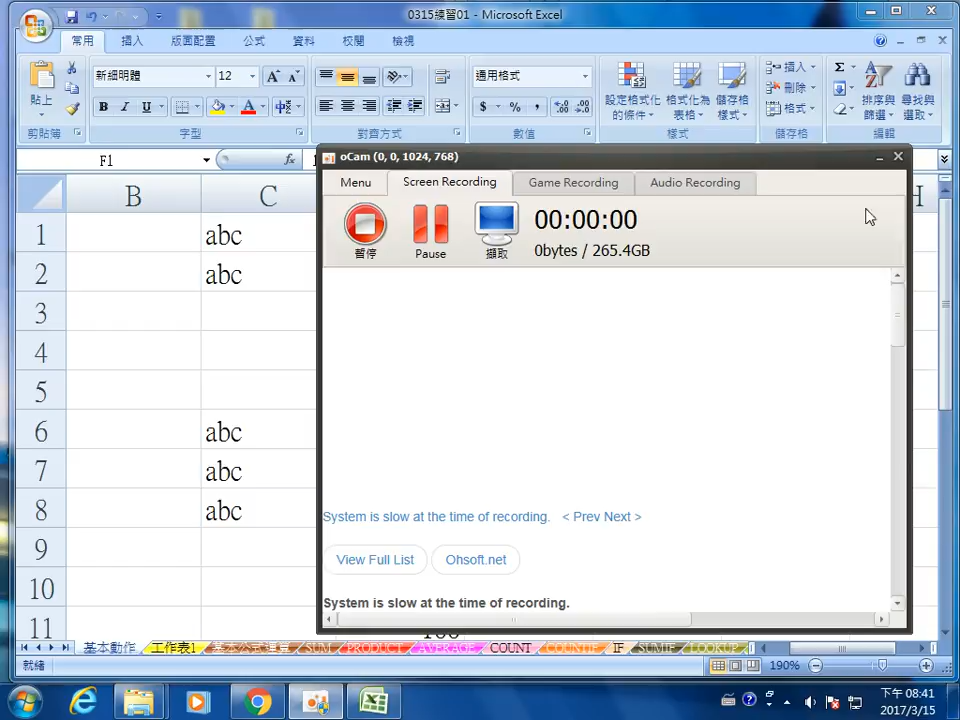 0315練習01 - Microsoft Excel
常用 插入 版面配置 公式 資料 校閱 檢視
貼上 新細明體 12 通用格式 設定格式化的條件 格式化為表格 儲存格樣式 插入 刪除 格式 排序與篩選 尋找與選取
B I U $ % ,
剪貼簿 字型 對齊方式 數值 樣式 儲存格 編輯
F1 fx
oCam (0, 0, 1024, 768)
Menu Screen Recording Game Recording Audio Recording
暫停 Pause 擷取 00:00:00
0bytes / 265.4GB
B C H
1 abc
2 abc
3
4
5
6 abc
7 abc
8 abc
9
10
11
System is slow at the time of recording. < Prev Next >
View Full List Ohsoft.net
System is slow at the time of recording.
基本動作 工作表1 基本公式運算 SUM PRODUCT AVERAGE COUNT COUNTIF IF SUMIF LOOKUP
就緒 190%
下午 08:41
2017/3/15